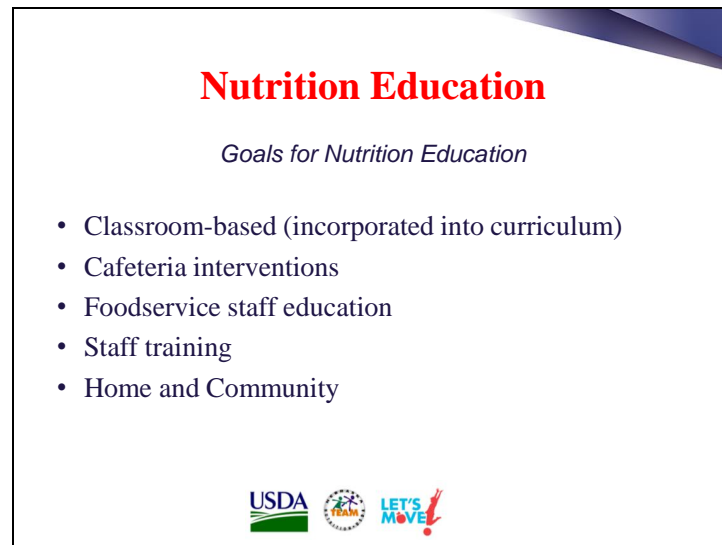 Nutrition Education
Goals for Nutrition Education
• Classroom-based (incorporated into curriculum)
• Cafeteria interventions
• Foodservice staff education
• Staff training
• Home and Community
USDA
TEAM
LET'S
MOVE!